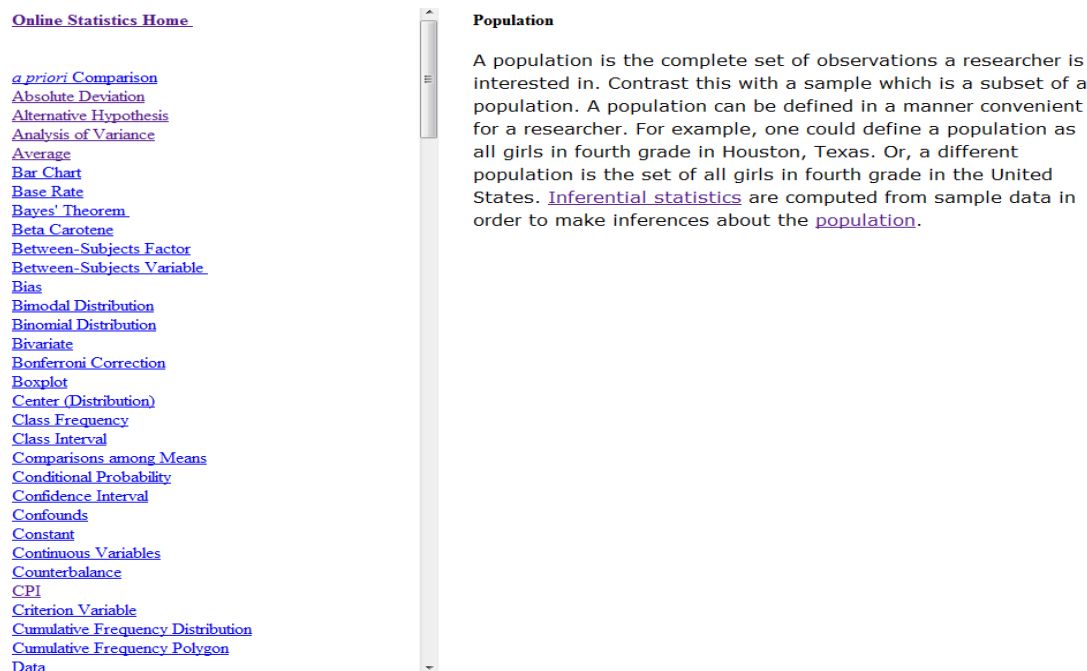 Online Statistics Home
a priori Comparison
Absolute Deviation
Alternative Hypothesis
Analysis of Variance
Average
Bar Chart
Base Rate
Bayes' Theorem
Beta Carotene
Between-Subjects Factor
Between-Subjects Variable
Bias
Bimodal Distribution
Binomial Distribution
Bivariate
Bonferroni Correction
Boxplot
Center (Distribution)
Class Frequency
Class Interval
Comparisons among Means
Conditional Probability
Confidence Interval
Confounds
Constant
Continuous Variables
Counterbalance
CPI
Criterion Variable
Cumulative Frequency Distribution
Cumulative Frequency Polygon
Data
Population
A population is the complete set of observations a researcher is
interested in. Contrast this with a sample which is a subset of a
population. A population can be defined in a manner convenient
for a researcher. For example, one could define a population as
all girls in fourth grade in Houston, Texas. Or, a different
population is the set of all girls in fourth grade in the United
States. Inferential statistics are computed from sample data in
order to make inferences about the population.